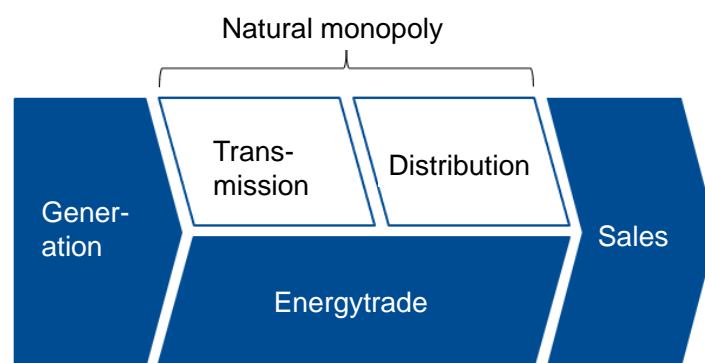 Natural monopoly
Trans-
mission
Distribution
Gener-
ation
Sales
Energytrade